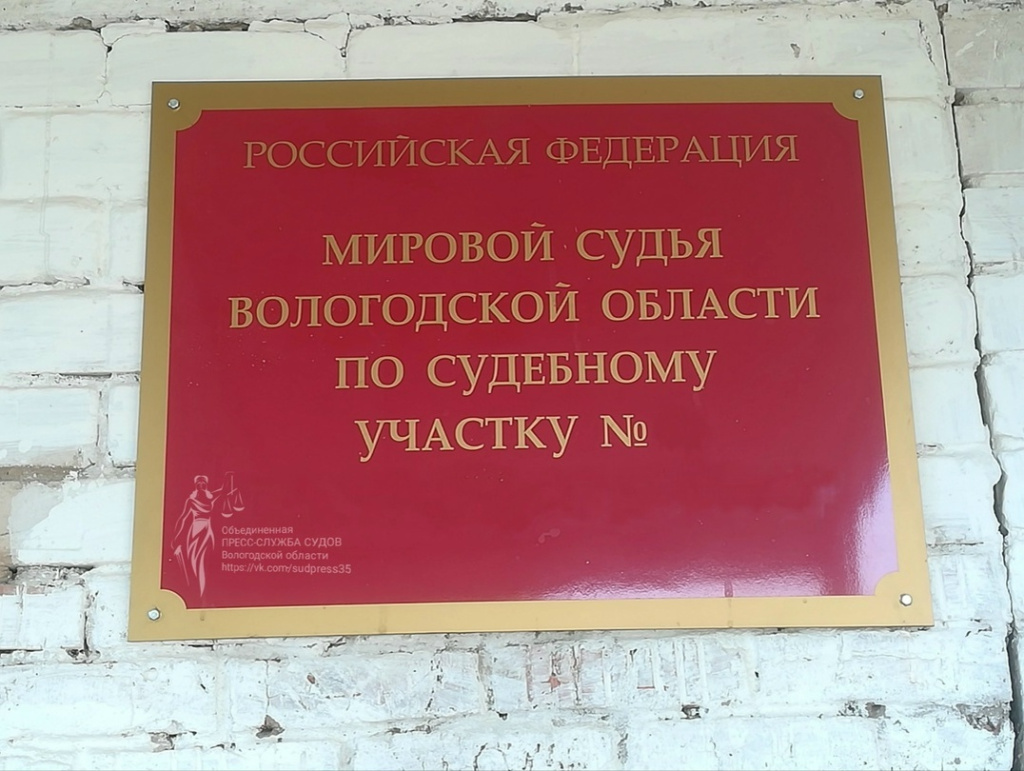 РОССИЙСКАЯ ФЕДЕРАЦИЯ
МИРОВОЙ СУДЬЯ
ВОЛОГОДСКОЙ ОБЛАСТИ
ПО СУДЕБНОМУ
УЧАСТКУ №
Объединенная
ПРЕСС-СЛУЖБА СУДОВ
Вологодской области
https://vk.com/sudpress35